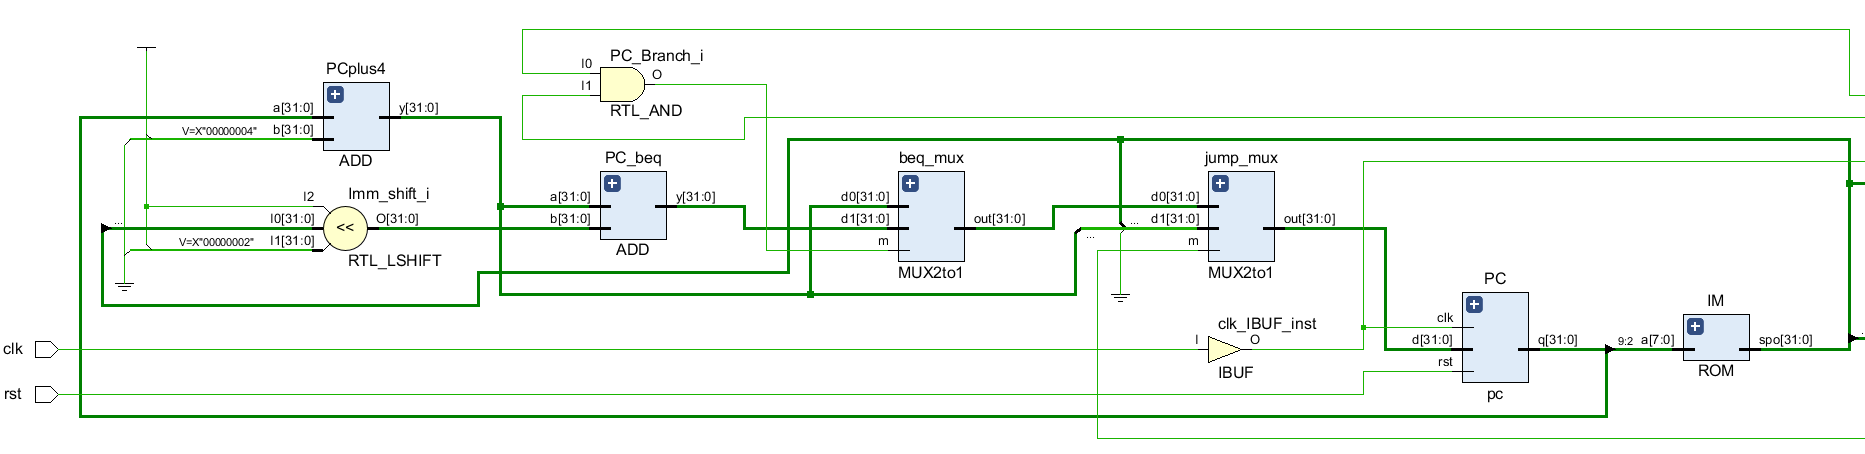 PCplus4
a[31:0]
y[31:0]
V=X"00000004"
b[31:0]
ADD
PC_Branch_i
I0
O
I1
RTL_AND
Imm_shift_i
I2
...
I0[31:0]
O[31:0]
<<
V=X"00000002"
I1[31:0]
RTL_LSHIFT
PC_beq
a[31:0]
y[31:0]
b[31:0]
ADD
beq_mux
d0[31:0]
d1[31:0]
out[31:0]
m
MUX2to1
jump_mux
d0[31:0]
...
d1[31:0]
out[31:0]
...
m
MUX2to1
clk
clk_IBUF_inst
I
O
IBUF
rst
PC
clk
d[31:0]
q[31:0]
rst
pc
IM
9:2
a[7:0]
spo[31:0]
ROM